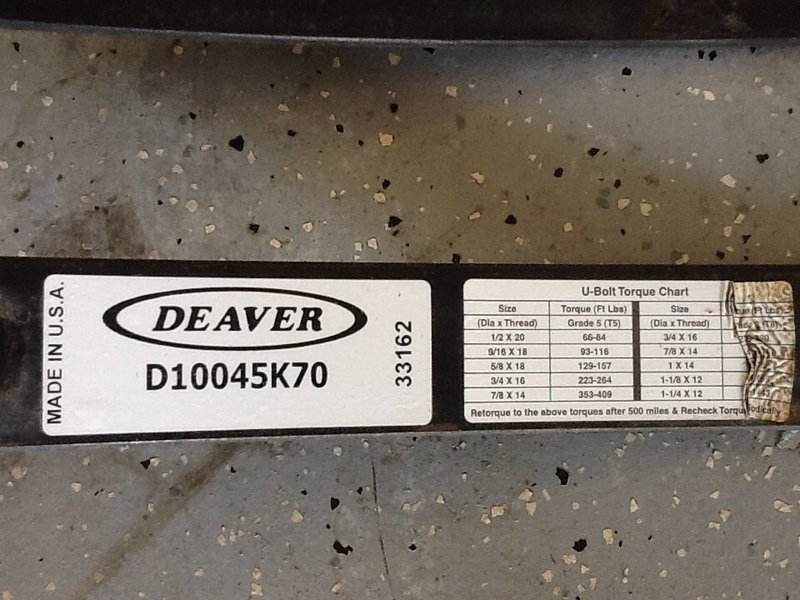 MADE IN U.S.A.
DEAVER
D10045K70
33162
U-Bolt Torque Chart
Size Torque (Ft Lbs) Size
(Dia x Thread) Grade 5 (T5) (Dia x Thread)
1/2 X 20 66-84 3/4 X 16
9/16 X 18 93-116 7/8 X 14
5/8 X 18 129-157 1 X 14
3/4 X 16 223-264 1-1/8 X 12
7/8 X 14 353-409 1-1/4 X 12
Retorque to the above torques after 500 miles & Recheck